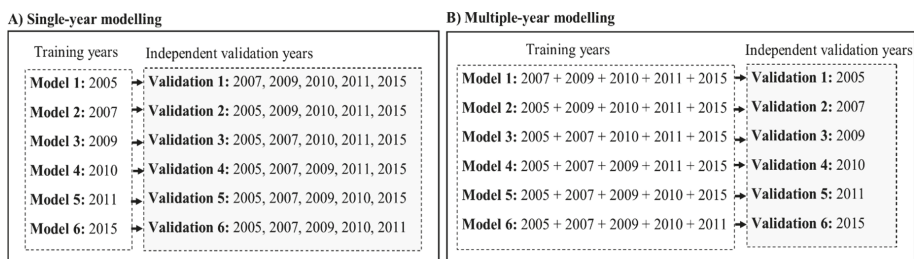 A) Single-year modelling
Training years
Independent validation years
Model 1: 2005
Validation 1: 2007, 2009, 2010, 2011, 2015
Model 2: 2007
Validation 2: 2005, 2009, 2010, 2011, 2015
Model 3: 2009
Validation 3: 2005, 2007, 2010, 2011, 2015
Model 4: 2010
Validation 4: 2005, 2007, 2009, 2011, 2015
Model 5: 2011
Validation 5: 2005, 2007, 2009, 2010, 2015
Model 6: 2015
Validation 6: 2005, 2007, 2009, 2010, 2011
B) Multiple-year modelling
Training years
Independent validation years
Model 1: 2007 + 2009 + 2010 + 2011 + 2015
Validation 1: 2005
Model 2: 2005 + 2009 + 2010 + 2011 + 2015
Validation 2: 2007
Model 3: 2005 + 2007 + 2010 + 2011 + 2015
Validation 3: 2009
Model 4: 2005 + 2007 + 2009 + 2011 + 2015
Validation 4: 2010
Model 5: 2005 + 2007 + 2009 + 2010 + 2015
Validation 5: 2011
Model 6: 2005 + 2007 + 2009 + 2010 + 2011
Validation 6: 2015